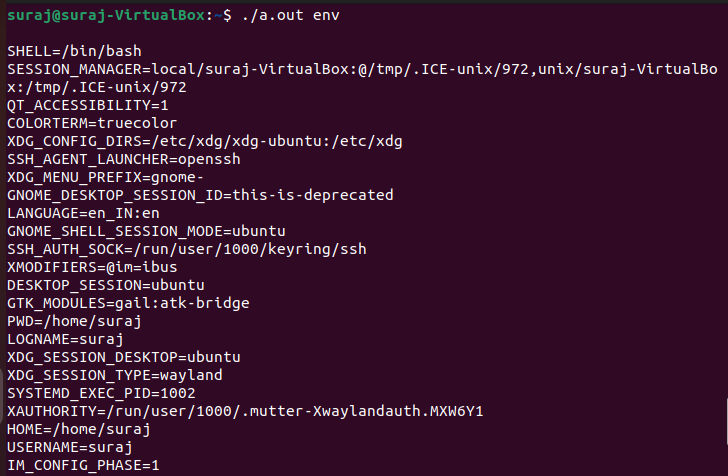 suraj@suraj-VirtualBox:~$ ./a.out env
SHELL=/bin/bash
SESSION_MANAGER=local/suraj-VirtualBox:@/tmp/.ICE-unix/972,unix/suraj-VirtualBo
x:/tmp/.ICE-unix/972
QT_ACCESSIBILITY=1
COLORTERM=truecolor
XDG_CONFIG_DIRS=/etc/xdg/xdg-ubuntu:/etc/xdg
SSH_AGENT_LAUNCHER=openssh
XDG_MENU_PREFIX=gnome-
GNOME_DESKTOP_SESSION_ID=this-is-deprecated
LANGUAGE=en_IN:en
GNOME_SHELL_SESSION_MODE=ubuntu
SSH_AUTH_SOCK=/run/user/1000/keyring/ssh
XMODIFIERS=@im=ibus
DESKTOP_SESSION=ubuntu
GTK_MODULES=gail:atk-bridge
PWD=/home/suraj
LOGNAME=suraj
XDG_SESSION_DESKTOP=ubuntu
XDG_SESSION_TYPE=wayland
SYSTEMD_EXEC_PID=1002
XAUTHORITY=/run/user/1000/.mutter-Xwaylandauth.MXW6Y1
HOME=/home/suraj
USERNAME=suraj
IM_CONFIG_PHASE=1